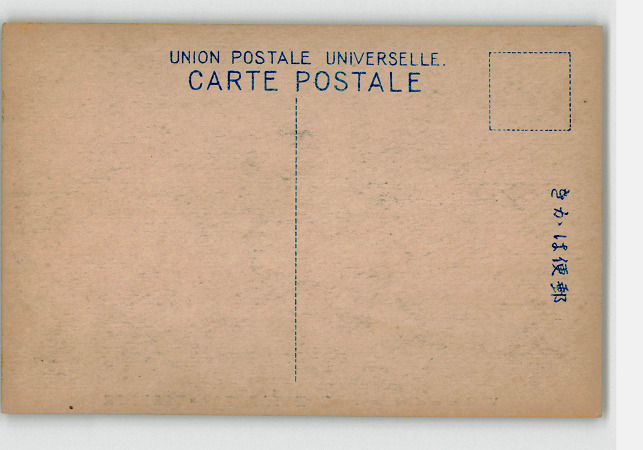 UNION POSTALE UNIVERSELLE.
CARTE POSTALE
郵便はかき